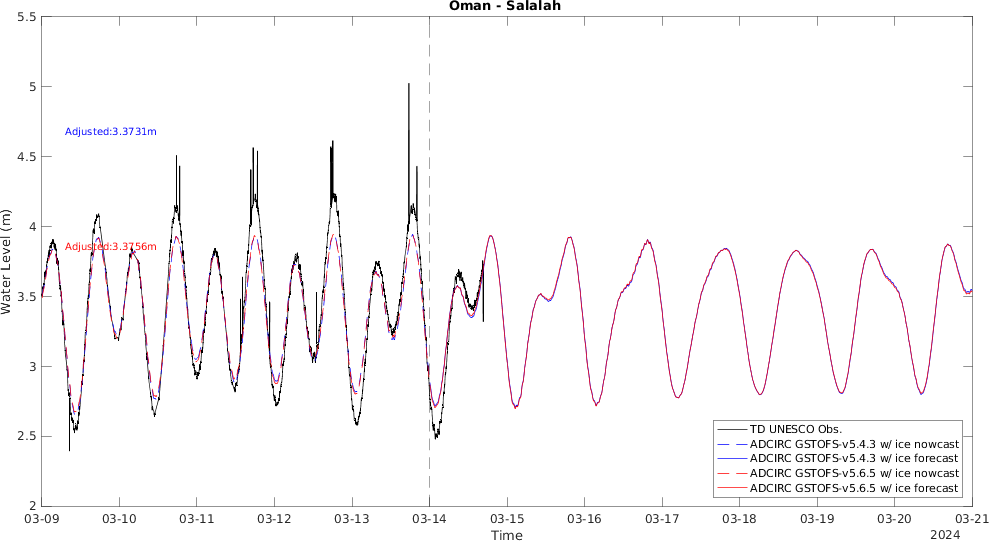 Oman - Salalah
5.5
5
4.5
4
3.5
3
2.5
2
Water Level (m)
Adjusted:3.3731m
Adjusted:3.3756m
TD UNESCO Obs.
ADCIRC GSTOFS-v5.4.3 w/ ice nowcast
ADCIRC GSTOFS-v5.4.3 w/ ice forecast
ADCIRC GSTOFS-v5.6.5 w/ ice nowcast
ADCIRC GSTOFS-v5.6.5 w/ ice forecast
03-09 03-10 03-11 03-12 03-13 03-14 03-15 03-16 03-17 03-18 03-19 03-20 03-21
Time
2024